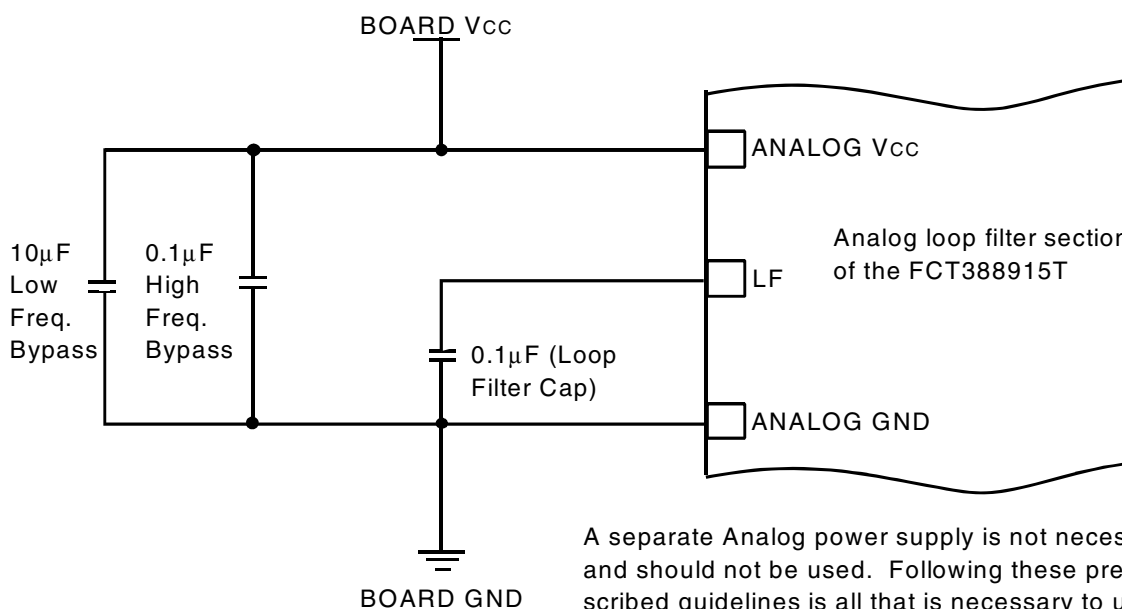 BOARD VCC
ANALOG VCC
10µF
Low
Freq.
Bypass
0.1µF
High
Freq.
Bypass
Analog loop filter section
of the FCT388915T
LF
0.1µF (Loop
Filter Cap)
ANALOG GND
BOARD GND
A separate Analog power supply is not neces
and should not be used. Following these pre
scribed guidelines is all that is necessary to u